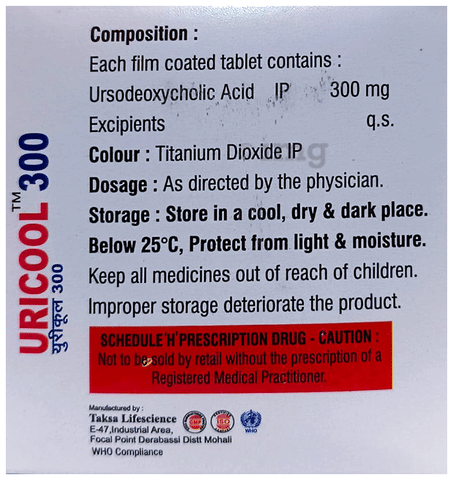 Composition :
Each film coated tablet contains :
Ursodeoxycholic Acid IP 300 mg
Excipients q.s.
Colour : Titanium Dioxide IP
Dosage : As directed by the physician.
Storage : Store in a cool, dry & dark place.
Below 25°C, Protect from light & moisture.
Keep all medicines out of reach of children.
Improper storage deteriorate the product.
SCHEDULE 'H' PRESCRIPTION DRUG - CAUTION :
Not to be sold by retail without the prescription of a
Registered Medical Practitioner
Manufactured by :
Taksa Lifescience
E-47, Industrial Area,
Focal Point Derabassi Distt Mohali
WHO Compliance
GMP
ISO
WHO
URICOOL™ 300
युरीकूल 300